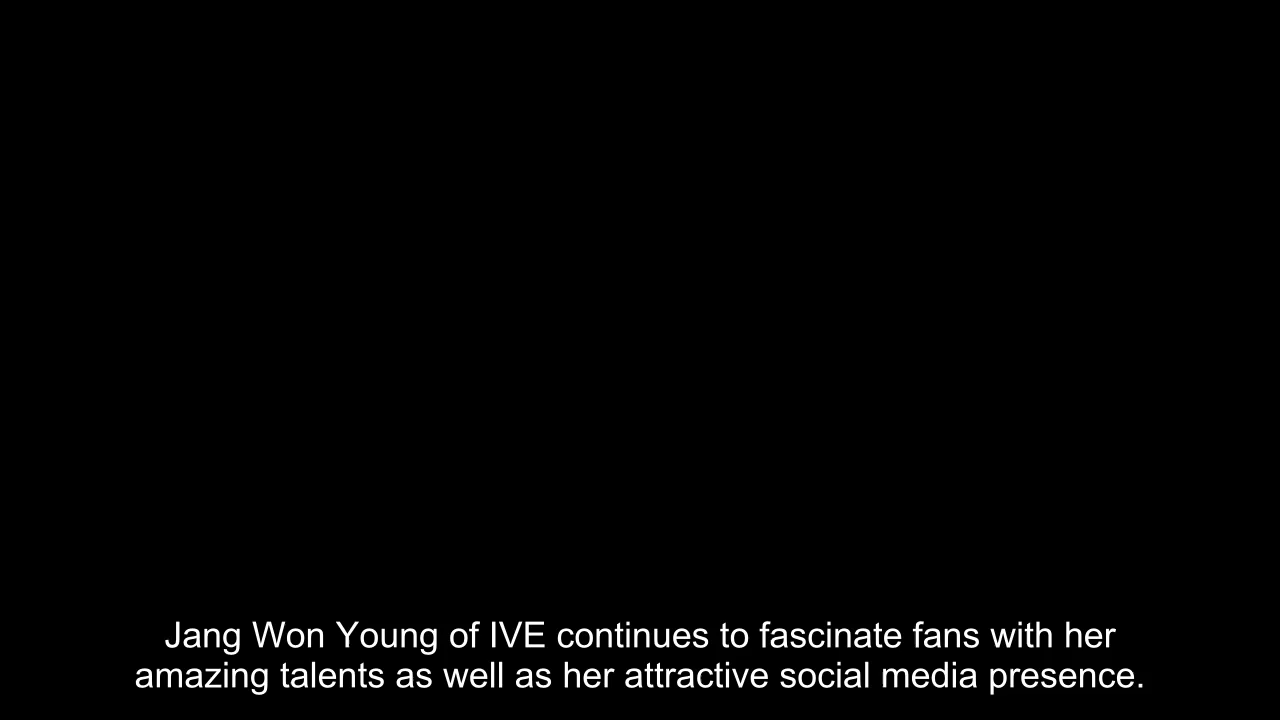 Jang Won Young of IVE continues to fascinate fans with her
amazing talents as well as her attractive social media presence.